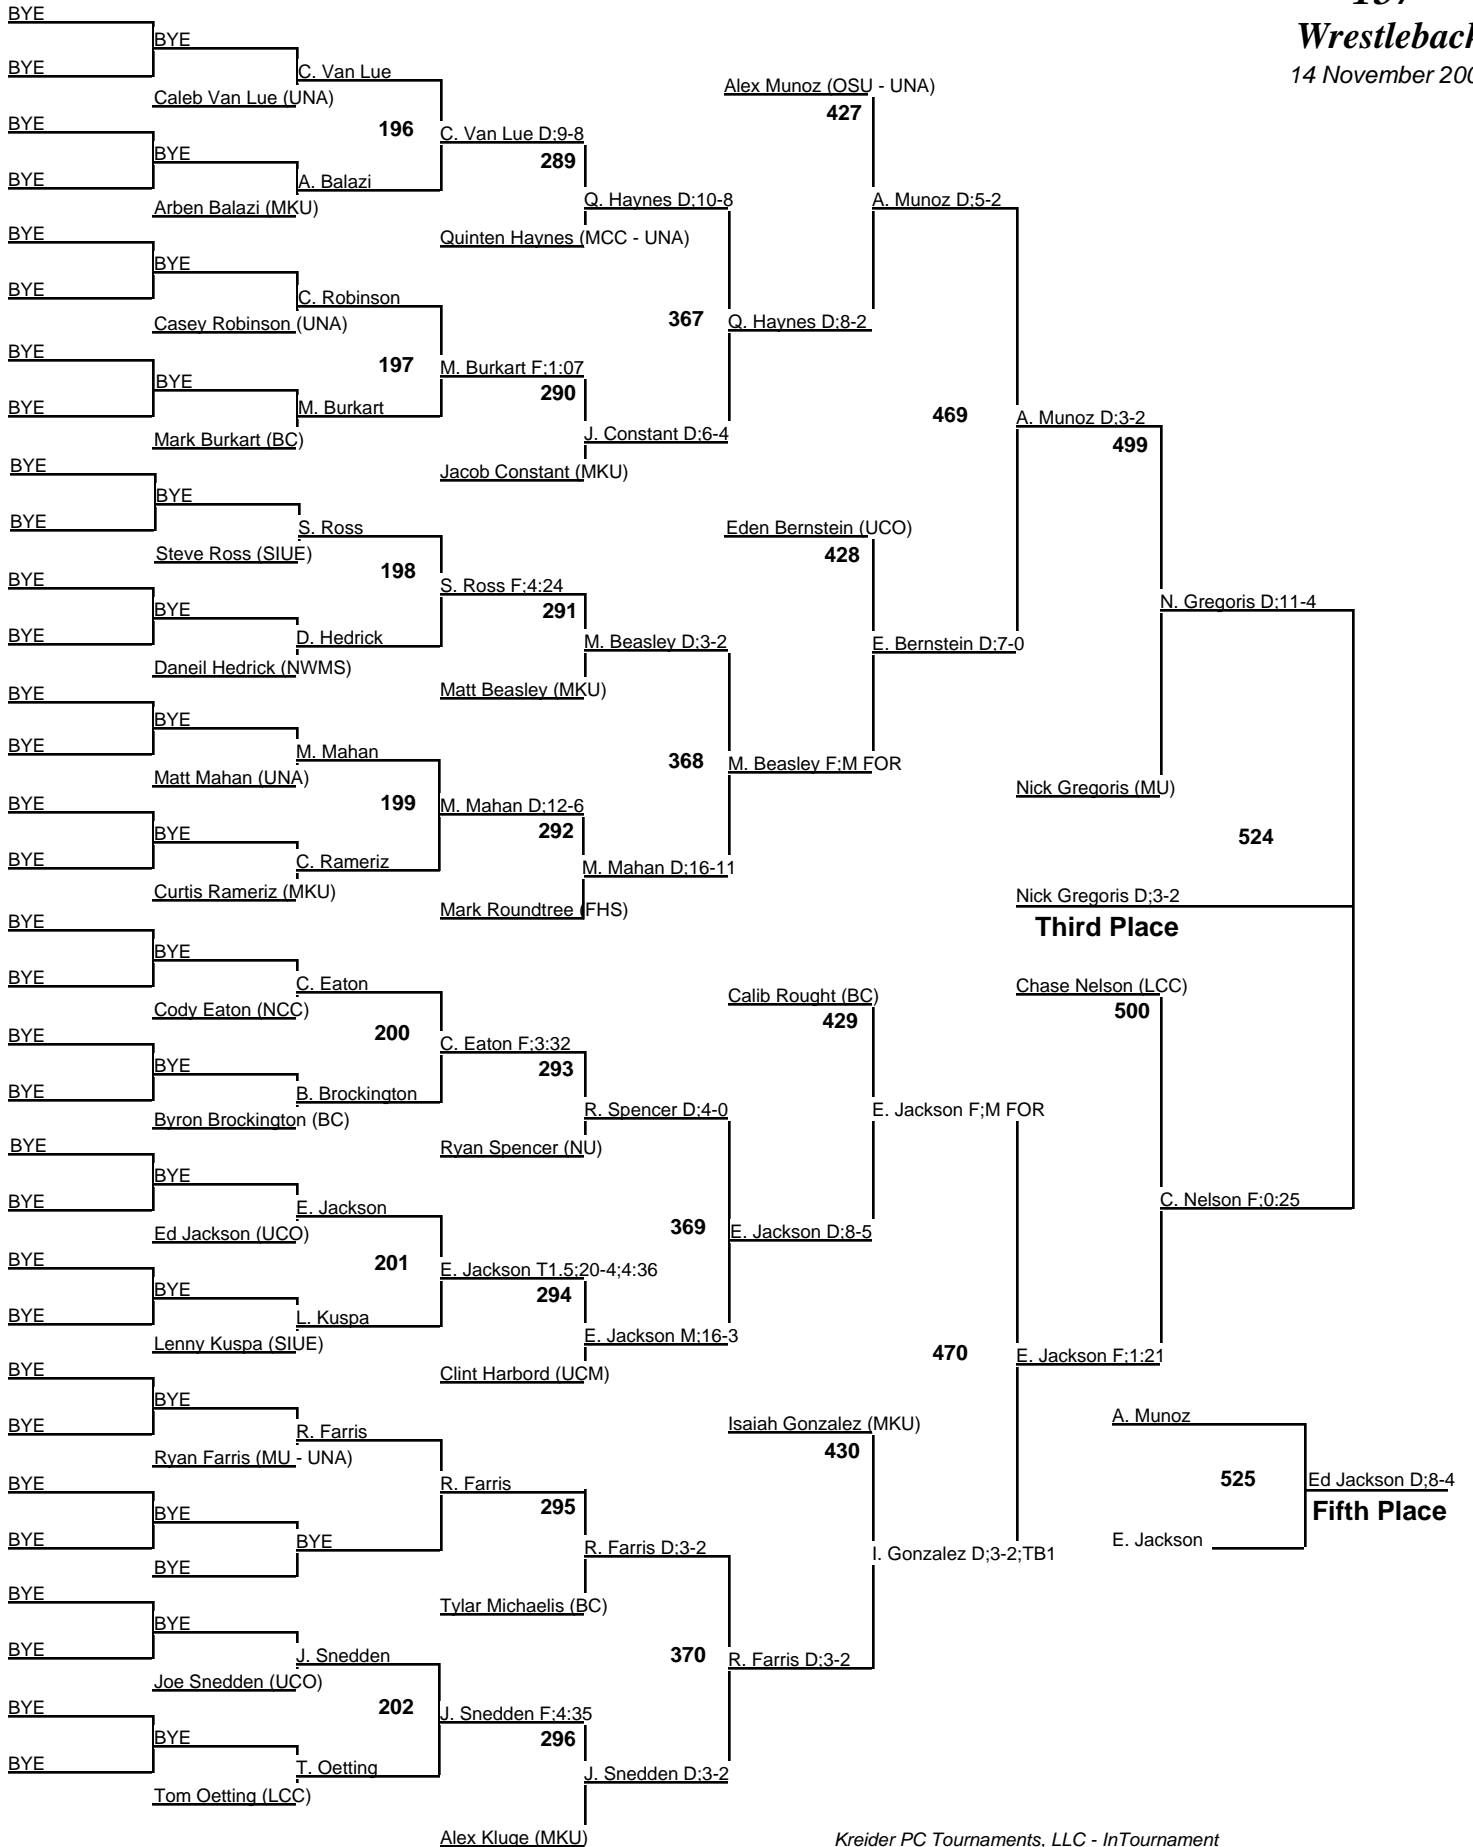 Wrestleback
14 November 200
BYE
BYE
BYE
C. Van Lue
Caleb Van Lue (UNA)
196
BYE
BYE
BYE
A. Balazi
Arben Balazi (MKU)
C. Van Lue D;9-8
289
Q. Haynes D;10-8
Quinten Haynes (MCC - UNA)
BYE
BYE
BYE
C. Robinson
Casey Robinson (UNA)
197
BYE
BYE
BYE
M. Burkart
Mark Burkart (BC)
M. Burkart F;1:07
290
J. Constant D;6-4
Jacob Constant (MKU)
367
Q. Haynes D;8-2
Alex Munoz (OSU - UNA)
427
A. Munoz D;5-2
BYE
BYE
BYE
S. Ross
Steve Ross (SIUE)
198
BYE
BYE
BYE
D. Hedrick
Daneil Hedrick (NWMS)
S. Ross F;4:24
291
M. Beasley D;3-2
Matt Beasley (MKU)
BYE
BYE
BYE
M. Mahan
Matt Mahan (UNA)
199
BYE
BYE
BYE
C. Rameriz
Curtis Rameriz (MKU)
M. Mahan D;12-6
292
M. Mahan D;16-11
Mark Roundtree (FHS)
368
M. Beasley F;M FOR
Eden Bernstein (UCO)
428
E. Bernstein D;7-0
469
A. Munoz D;3-2
499
N. Gregoris D;11-4
Nick Gregoris (MU)
524
Nick Gregoris D;3-2
Third Place
BYE
BYE
BYE
C. Eaton
Cody Eaton (NCC)
200
BYE
BYE
BYE
B. Brockington
Byron Brockington (BC)
C. Eaton F;3:32
293
R. Spencer D;4-0
Ryan Spencer (NU)
BYE
BYE
BYE
E. Jackson
Ed Jackson (UCO)
201
BYE
BYE
BYE
L. Kuspa
Lenny Kuspa (SIUE)
E. Jackson T1.5;20-4;4:36
294
E. Jackson M;16-3
Clint Harbord (UCM)
369
E. Jackson D;8-5
Calib Rought (BC)
429
E. Jackson F;M FOR
Chase Nelson (LCC)
500
C. Nelson F;0:25
470
E. Jackson F;1:21
BYE
BYE
BYE
R. Farris
Ryan Farris (MU - UNA)
BYE
BYE
BYE
BYE
BYE
R. Farris
295
R. Farris D;3-2
Tylar Michaelis (BC)
BYE
BYE
BYE
J. Snedden
Joe Snedden (UCO)
202
BYE
BYE
BYE
T. Oetting
Tom Oetting (LCC)
J. Snedden F;4:35
296
J. Snedden D;3-2
Alex Kluge (MKU)
370
R. Farris D;3-2
Isaiah Gonzalez (MKU)
430
I. Gonzalez D;3-2;TB1
A. Munoz
525
Ed Jackson D;8-4
Fifth Place
E. Jackson
Kreider PC Tournaments, LLC - InTournament